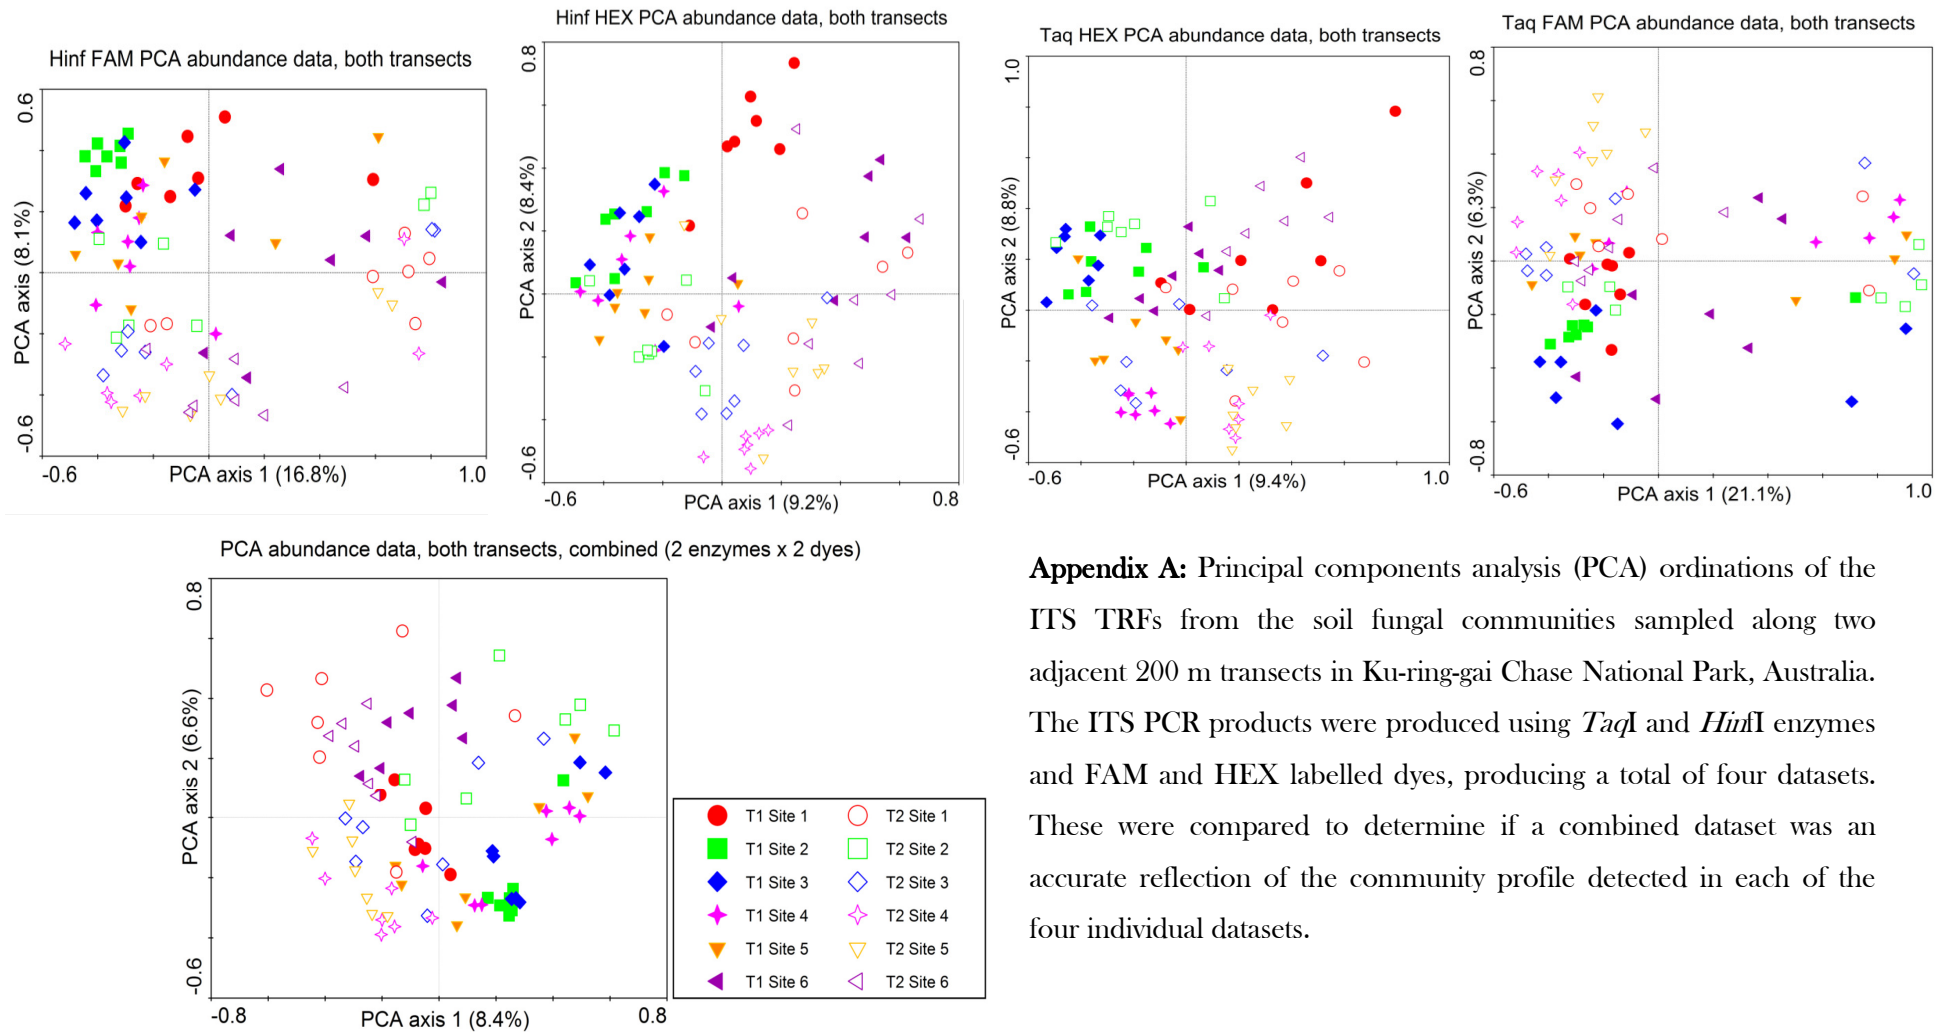 Hinf FAM PCA abundance data, both transects
0.6
PCA axis (8.1%)
-0.6
-0.6
PCA axis 1 (16.8%)
1.0
Hinf HEX PCA abundance data, both transects
0.8
PCA axis 2 (8.4%)
-0.6
-0.6
PCA axis 1 (9.2%)
0.8
Taq HEX PCA abundance data, both transects
1.0
PCA axis 2 (8.8%)
-0.6
-0.6
PCA axis 1 (9.4%)
1.0
Taq FAM PCA abundance data, both transects
0.8
PCA axis 2 (6.3%)
-0.8
-0.6
PCA axis 1 (21.1%)
1.0
PCA abundance data, both transects, combined (2 enzymes x 2 dyes)
0.8
PCA axis 2 (6.6%)
-0.6
-0.8
PCA axis 1 (8.4%)
0.8
T1 Site 1 T2 Site 1
T1 Site 2 T2 Site 2
T1 Site 3 T2 Site 3
T1 Site 4 T2 Site 4
T1 Site 5 T2 Site 5
T1 Site 6 T2 Site 6
Appendix A: Principal components analysis (PCA) ordinations of the
ITS TRFs from the soil fungal communities sampled along two
adjacent 200 m transects in Ku-ring-gai Chase National Park, Australia.
The ITS PCR products were produced using TaqI and HinfI enzymes
and FAM and HEX labelled dyes, producing a total of four datasets.
These were compared to determine if a combined dataset was an
accurate reflection of the community profile detected in each of the
four individual datasets.